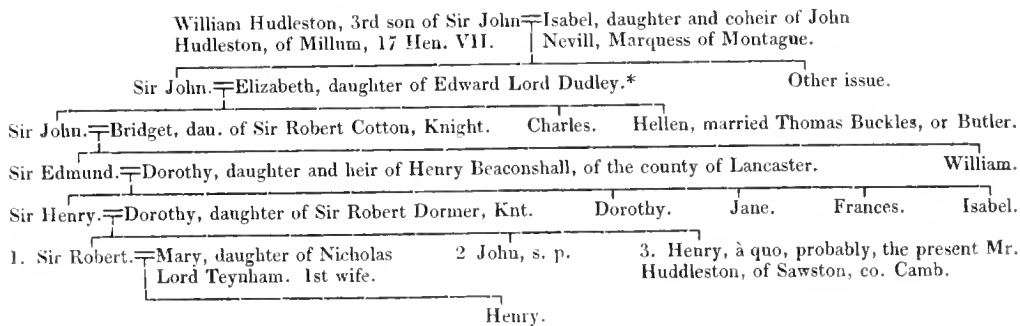 William Hudleston, 3rd son of Sir John Isabel, daughter and coheir of John
Hudleston, of Millum, 17 Hen. VII. Nevill, Marquess of Montague.
Sir John. Elizabeth, daughter of Edward Lord Dudley.* Other issue.
Sir John. Bridget, dau. of Sir Robert Cotton, Knight. Charles. Hellen, married Thomas Buckles, or Butler.
Sir Edmund. Dorothy, daughter and heir of Henry Beaconshall, of the county of Lancaster. William.
Sir Henry. Dorothy, daughter of Sir Robert Dormer, Knt. Dorothy. Jane. Frances. Isabel.
1. Sir Robert. Mary, daughter of Nicholas 2 John, s. p. 3. Henry, à quo, probably, the present Mr.
Lord Teynham. 1st wife. Huddleston, of Sawston, co. Camb.
Henry.